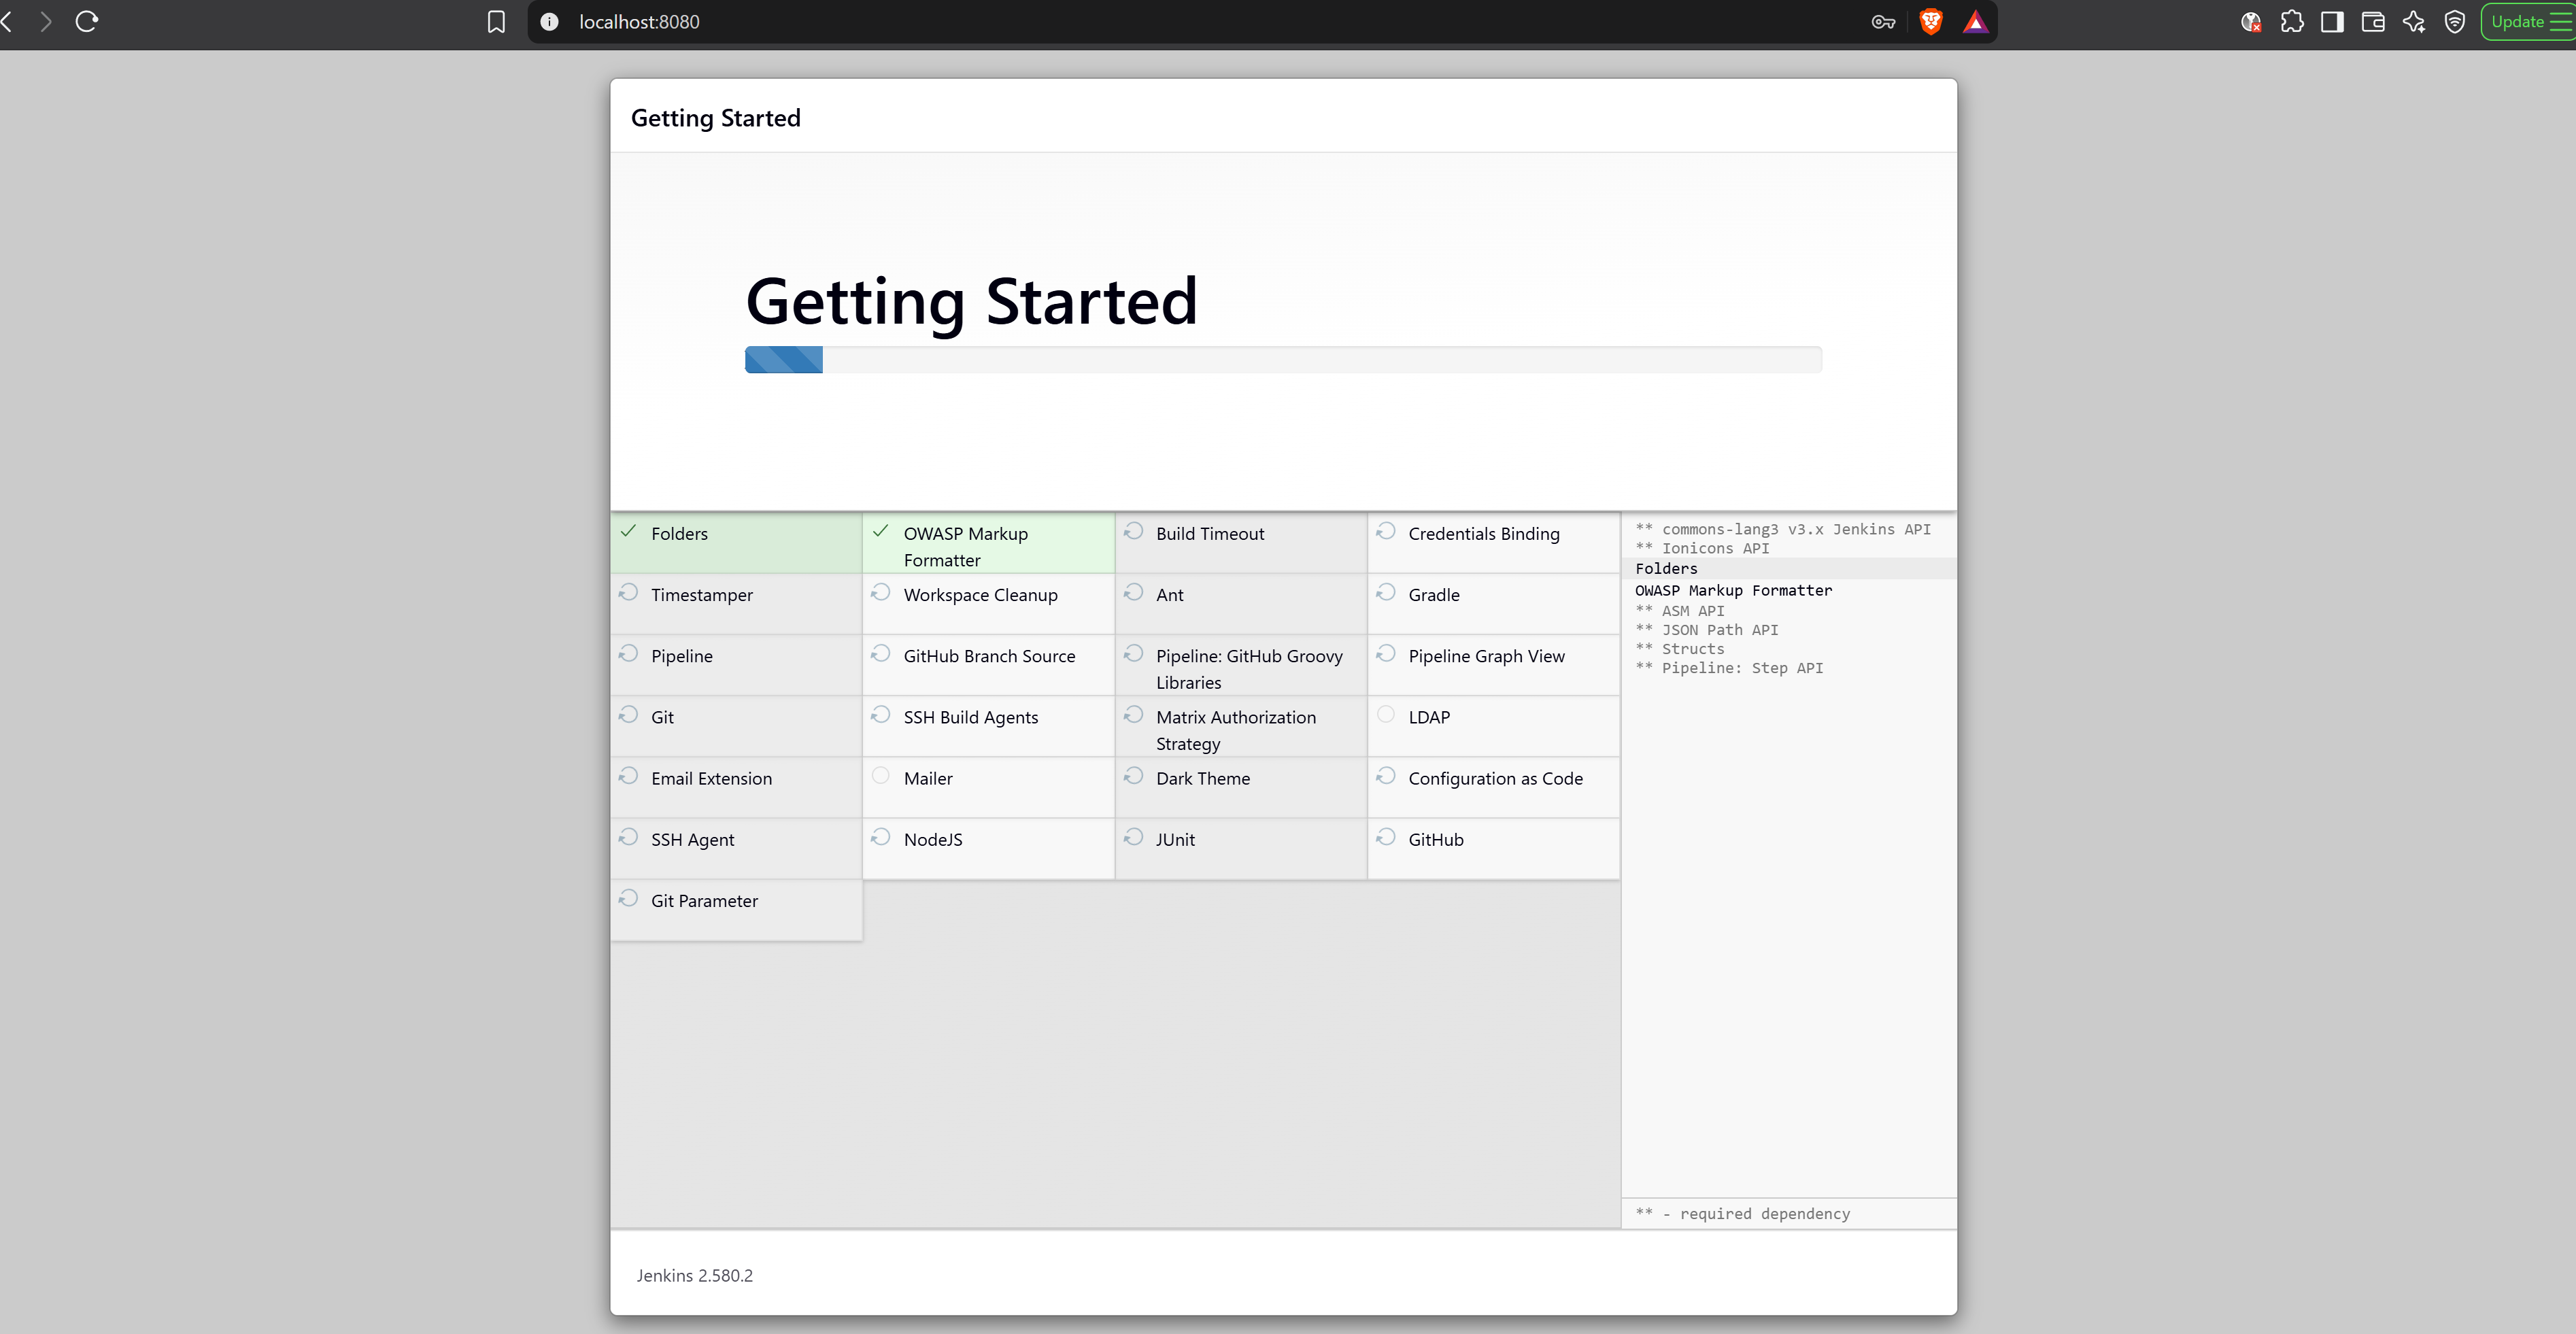 localhost:8080
Update
Getting Started
Getting Started
Folders
OWASP Markup
Formatter
Build Timeout
Credentials Binding
Timestamper
Workspace Cleanup
Ant
Gradle
Pipeline
GitHub Branch Source
Pipeline: GitHub Groovy
Libraries
Pipeline Graph View
Git
SSH Build Agents
Matrix Authorization
Strategy
LDAP
Email Extension
Mailer
Dark Theme
Configuration as Code
SSH Agent
NodeJS
JUnit
GitHub
Git Parameter
** commons-lang3 v3.x Jenkins API
** Ionicons API
Folders
OWASP Markup Formatter
** ASM API
** JSON Path API
** Structs
** Pipeline: Step API
** - required dependency
Jenkins 2.580.2